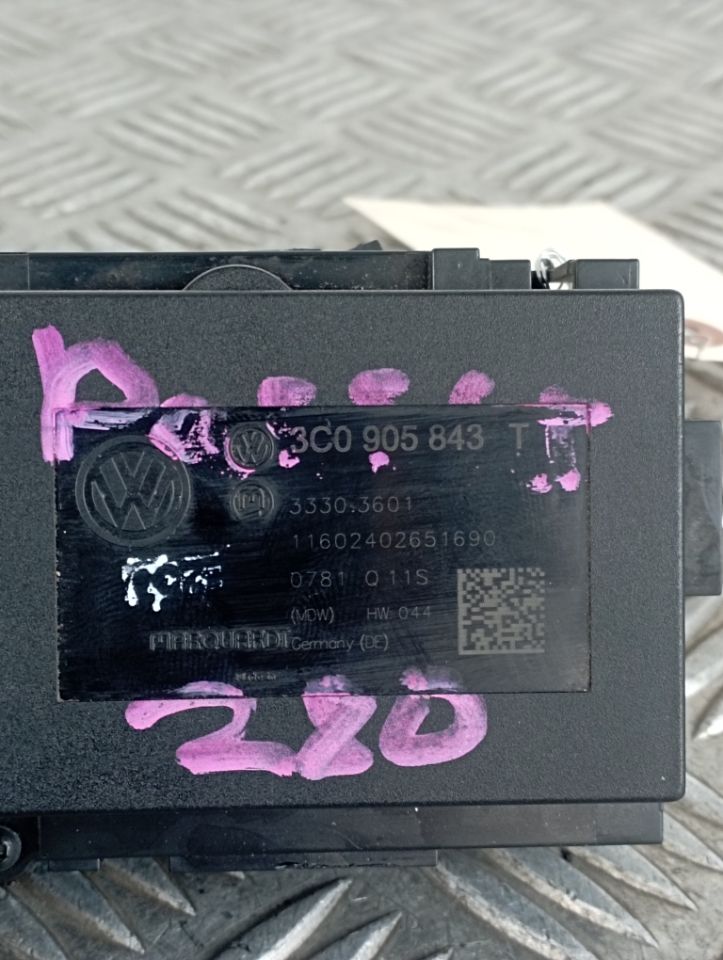 3C0 905 843 T
3330.3601
11602402651690
0781 Q 11S
(MDW) HW 044
MARQUARDT Germany (DE)
280